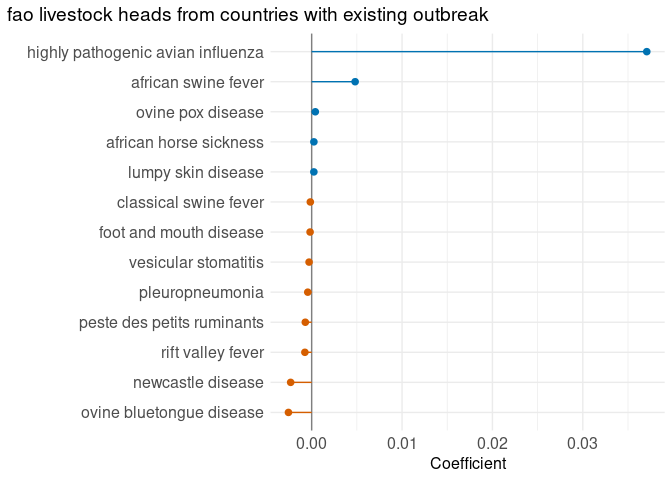 fao livestock heads from countries with existing outbreak
highly pathogenic avian influenza
african swine fever
ovine pox disease
african horse sickness
lumpy skin disease
classical swine fever
foot and mouth disease
vesicular stomatitis
pleuropneumonia
peste des petits ruminants
rift valley fever
newcastle disease
ovine bluetongue disease
0.00 0.01 0.02 0.03
Coefficient